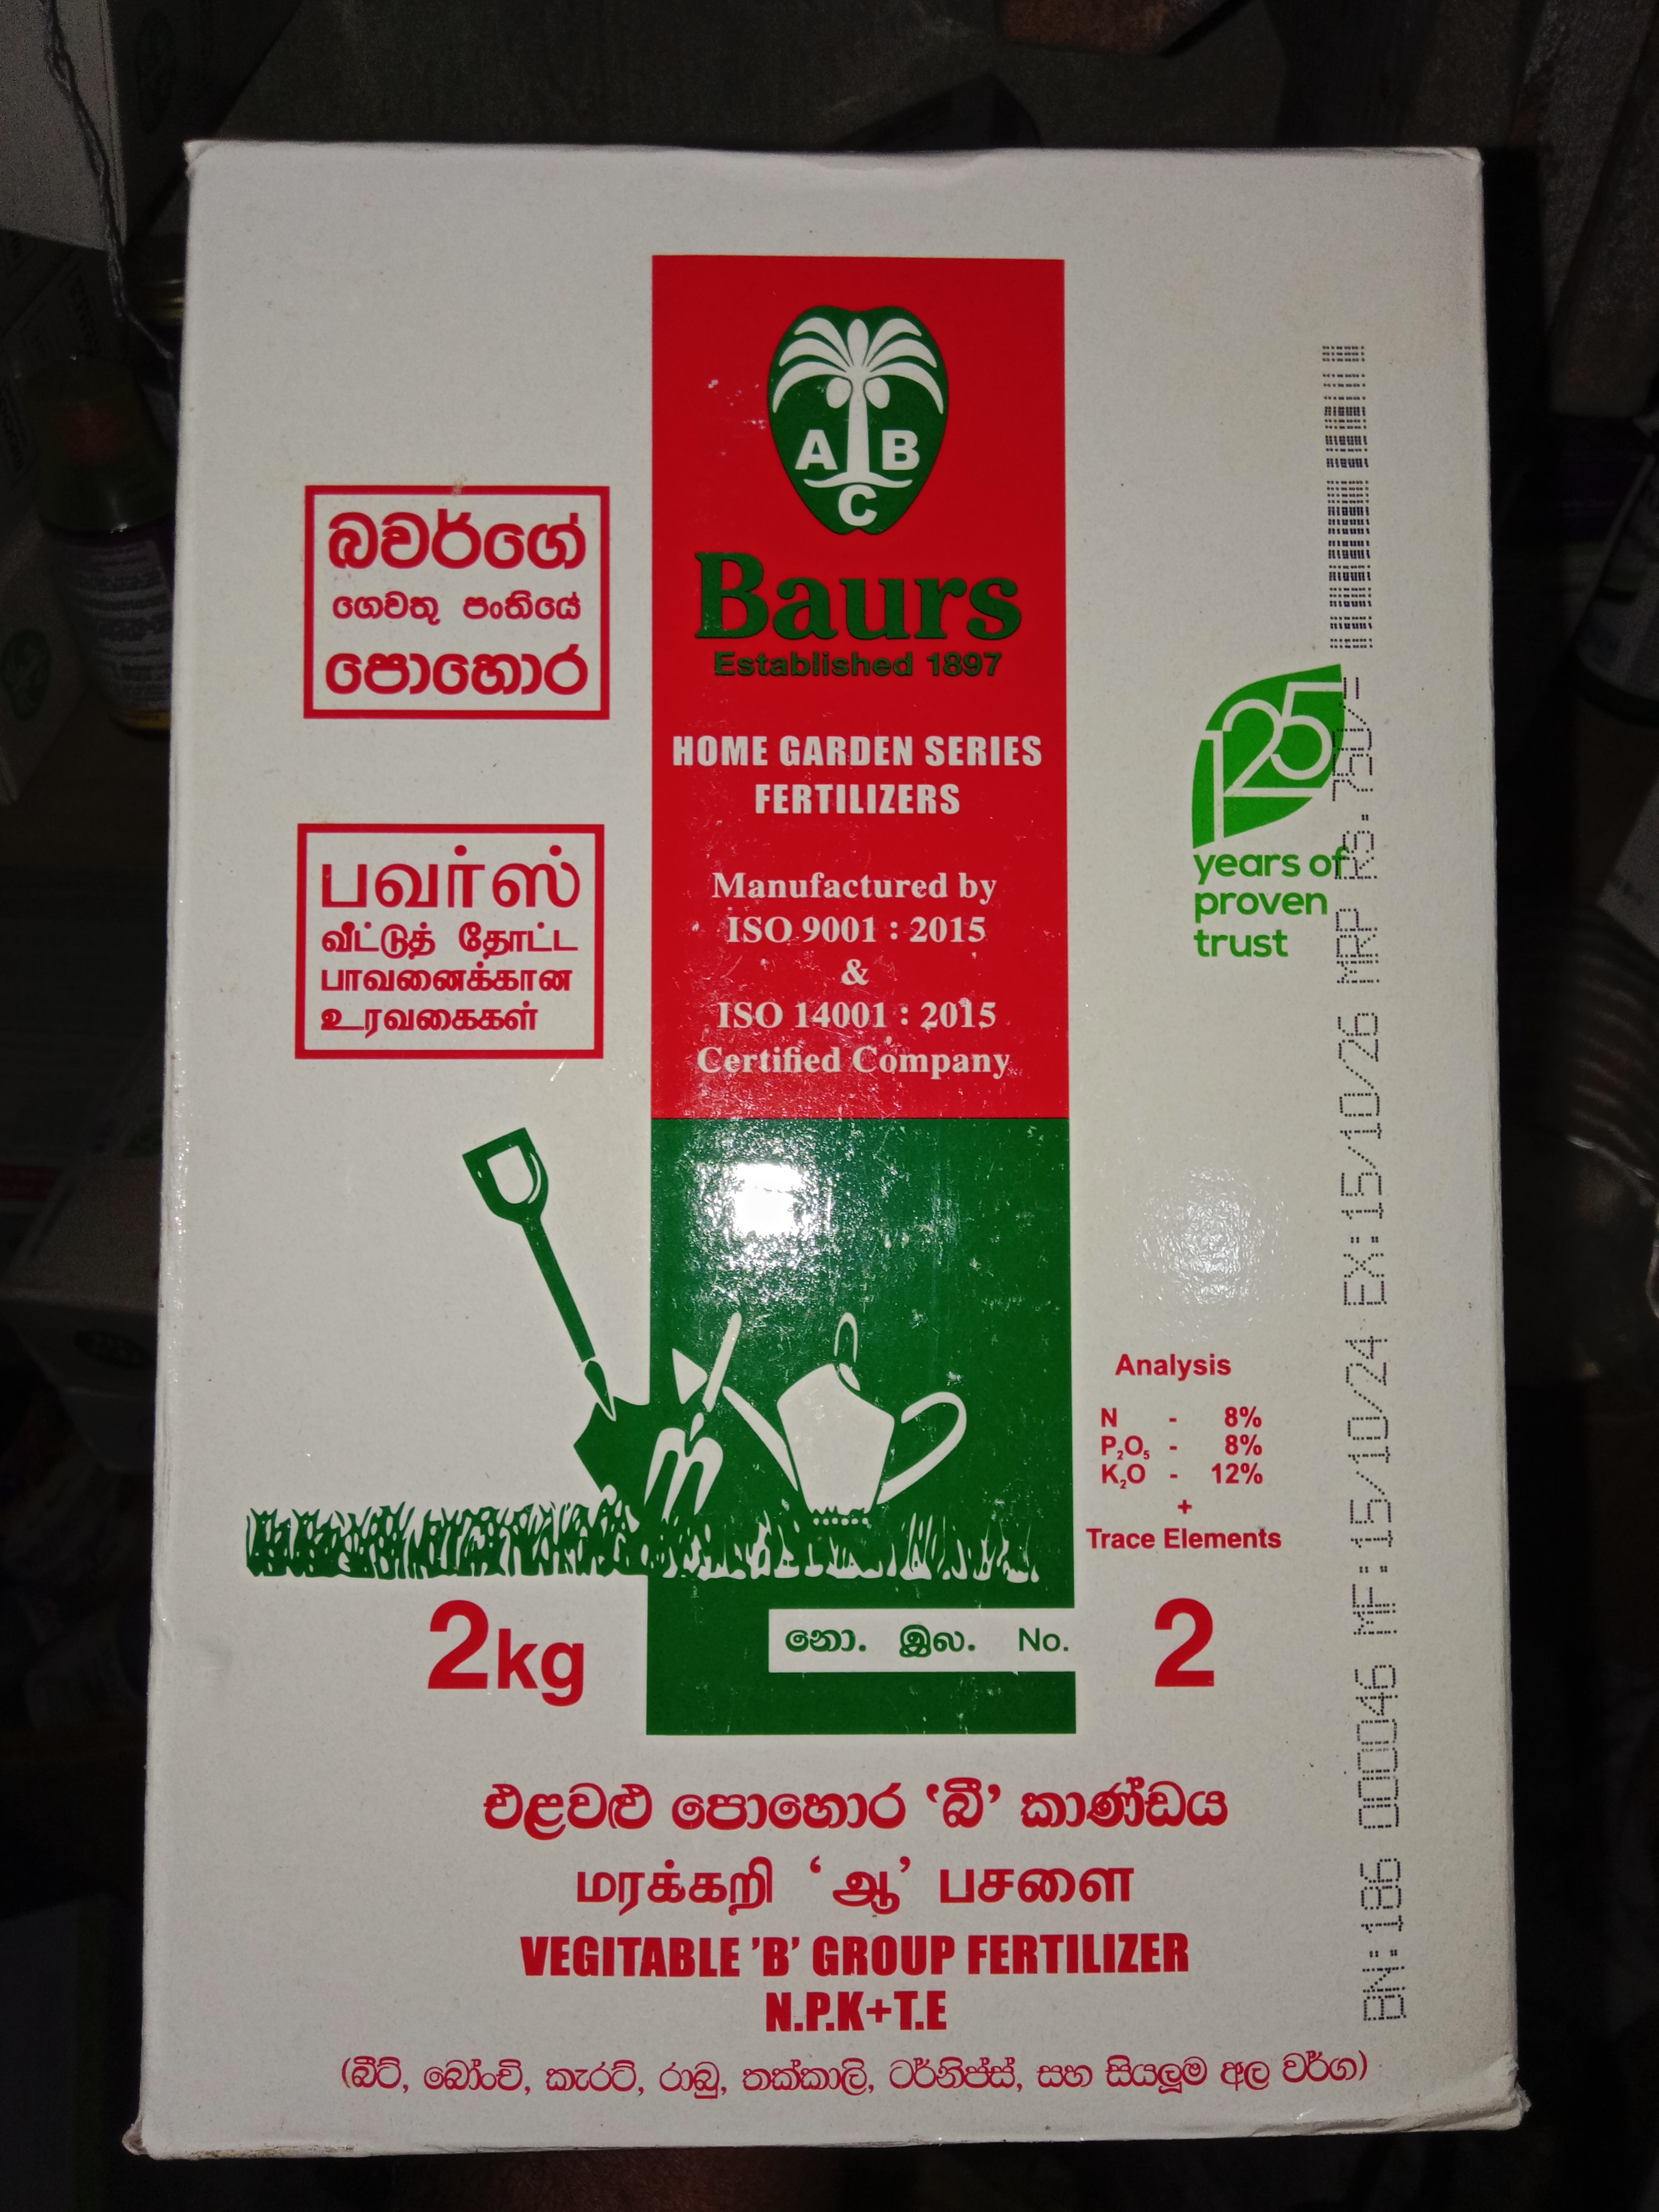 A B
C
Baurs
Established 1897
HOME GARDEN SERIES
FERTILIZERS
Manufactured by
ISO 9001 : 2015
&
ISO 14001 : 2015
Certified Company
බවර්ගේ
ගෙවතු පංතියේ
පොහොර
பவர்ஸ்
வீட்டுத் தோட்ட
பாவனைக்கான
உரவகைகள்
125
years of
proven
trust
Analysis
N - 8%
P₂O₅ - 8%
K₂O - 12%
+
Trace Elements
2kg
නො. இல. No. 2
එළවළු පොහොර ‘බී’ කාණ්ඩය
மரக்கறி ‘ஆ’ பசளை
VEGITABLE 'B' GROUP FERTILIZER
N.P.K+T.E
(බීට්, බෝංචි, කැරට්, රාබු, තක්කාලි, ටර්නිප්ස්, සහ සියලූම අල වර්ග)
BN:186 000046 MF:15/10/24 EX:15/10/26 MRP RS.750/=